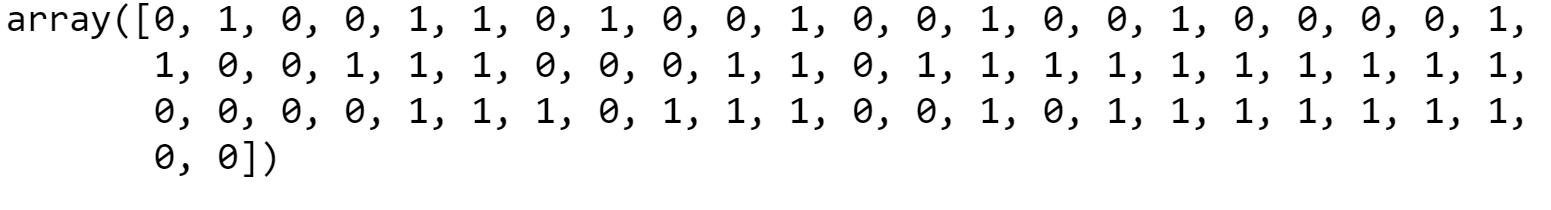 array([0, 1, 0, 0, 1, 1, 0, 1, 0, 0, 1, 0, 0, 1, 0, 0, 1, 0, 0, 0, 0, 1,
1, 0, 0, 1, 1, 1, 0, 0, 0, 1, 1, 0, 1, 1, 1, 1, 1, 1, 1, 1, 1, 1,
0, 0, 0, 0, 1, 1, 1, 0, 1, 1, 1, 0, 0, 1, 0, 1, 1, 1, 1, 1, 1, 1,
0, 0])